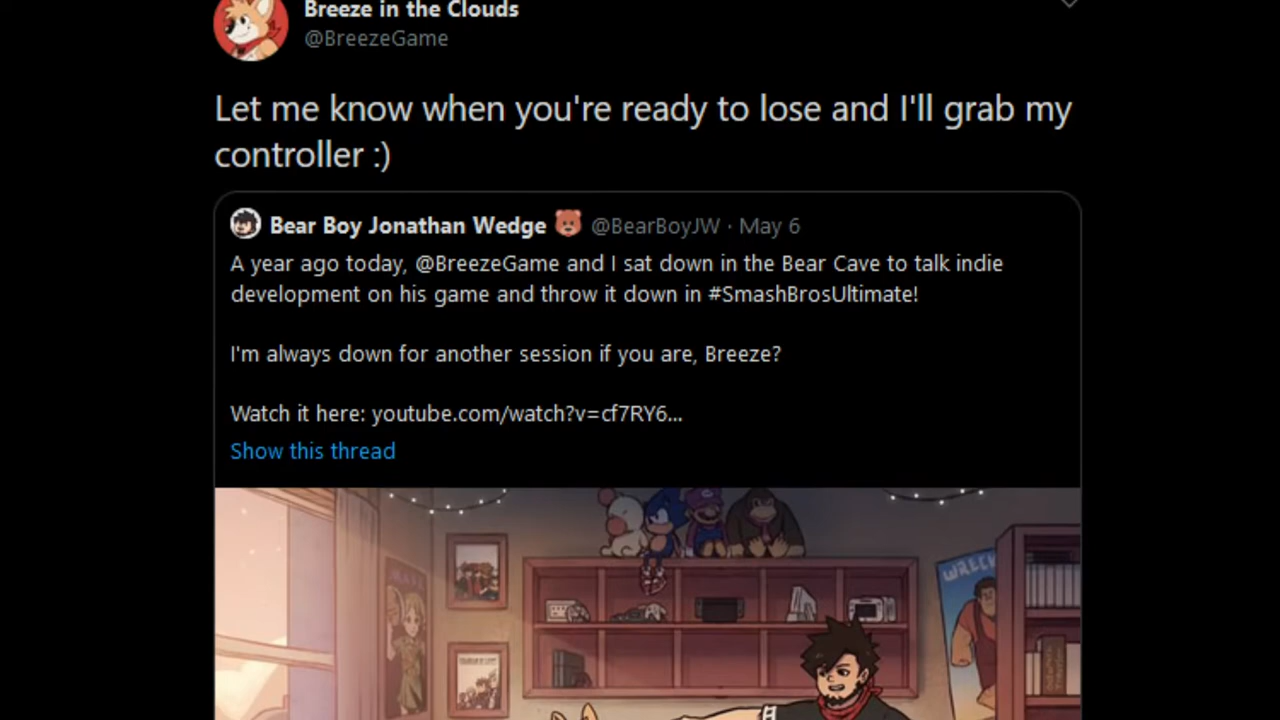 Breeze in the Clouds
@BreezeGame
Let me know when you're ready to lose and I'll grab my
controller :)
Bear Boy Jonathan Wedge 🐻 @BearBoyJW · May 6
A year ago today, @BreezeGame and I sat down in the Bear Cave to talk indie
development on his game and throw it down in #SmashBrosUltimate!
I'm always down for another session if you are, Breeze?
Watch it here: youtube.com/watch?v=cf7RY6...
Show this thread
WRECK